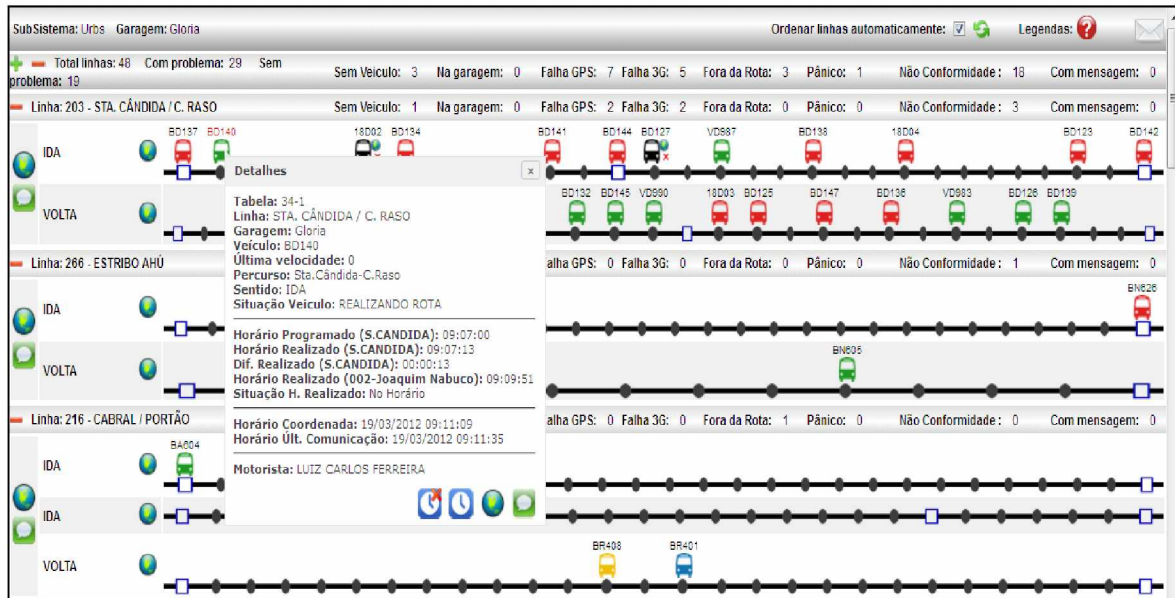 SubSistema: Urbs Garagem: Gloria Ordenar linhas automaticamente: Legendas:
Total linhas: 48 Com problema: 29 Sem problema: 19 Sem Veiculo: 3 Na garagem: 0 Falha GPS: 7 Falha 3G: 5 Fora da Rota: 3 Pânico: 1 Não Conformidade: 18 Com mensagem: 0
Linha: 203 - STA. CÂNDIDA / C. RASO Sem Veiculo: 1 Na garagem: 0 Falha GPS: 2 Falha 3G: 2 Fora da Rota: 0 Pânico: 0 Não Conformidade: 3 Com mensagem: 0
BD137 BD140 18D02 BD134 BD141 BD144 BD127 VD987 BD138 18D04 BD123 BD142
IDA
BD132 BD145 VD990 18D03 BD125 BD147 BD136 VD983 BD126 BD139
VOLTA
Linha: 266 - ESTRIBO AHÚ alha GPS: 0 Falha 3G: 0 Fora da Rota: 0 Pânico: 0 Não Conformidade: 1 Com mensagem: 0
BN626
IDA
BN605
VOLTA
Linha: 216 - CABRAL / PORTÃO alha GPS: 0 Falha 3G: 0 Fora da Rota: 1 Pânico: 0 Não Conformidade: 0 Com mensagem: 0
BA604
IDA
IDA
BR408 BR401
VOLTA
Detalhes x
Tabela: 34-1
Linha: STA. CÂNDIDA / C. RASO
Garagem: Gloria
Veículo: BD140
Última velocidade: 0
Percurso: Sta.Cândida-C.Raso
Sentido: IDA
Situação Veiculo: REALIZANDO ROTA
Horário Programado (S.CANDIDA): 09:07:00
Horário Realizado (S.CANDIDA): 09:07:13
Dif. Realizado (S.CANDIDA): 00:00:13
Horário Realizado (002-Joaquim Nabuco): 09:09:51
Situação H. Realizado: No Horário
Horário Coordenada: 19/03/2012 09:11:09
Horário Últ. Comunicação: 19/03/2012 09:11:35
Motorista: LUIZ CARLOS FERREIRA